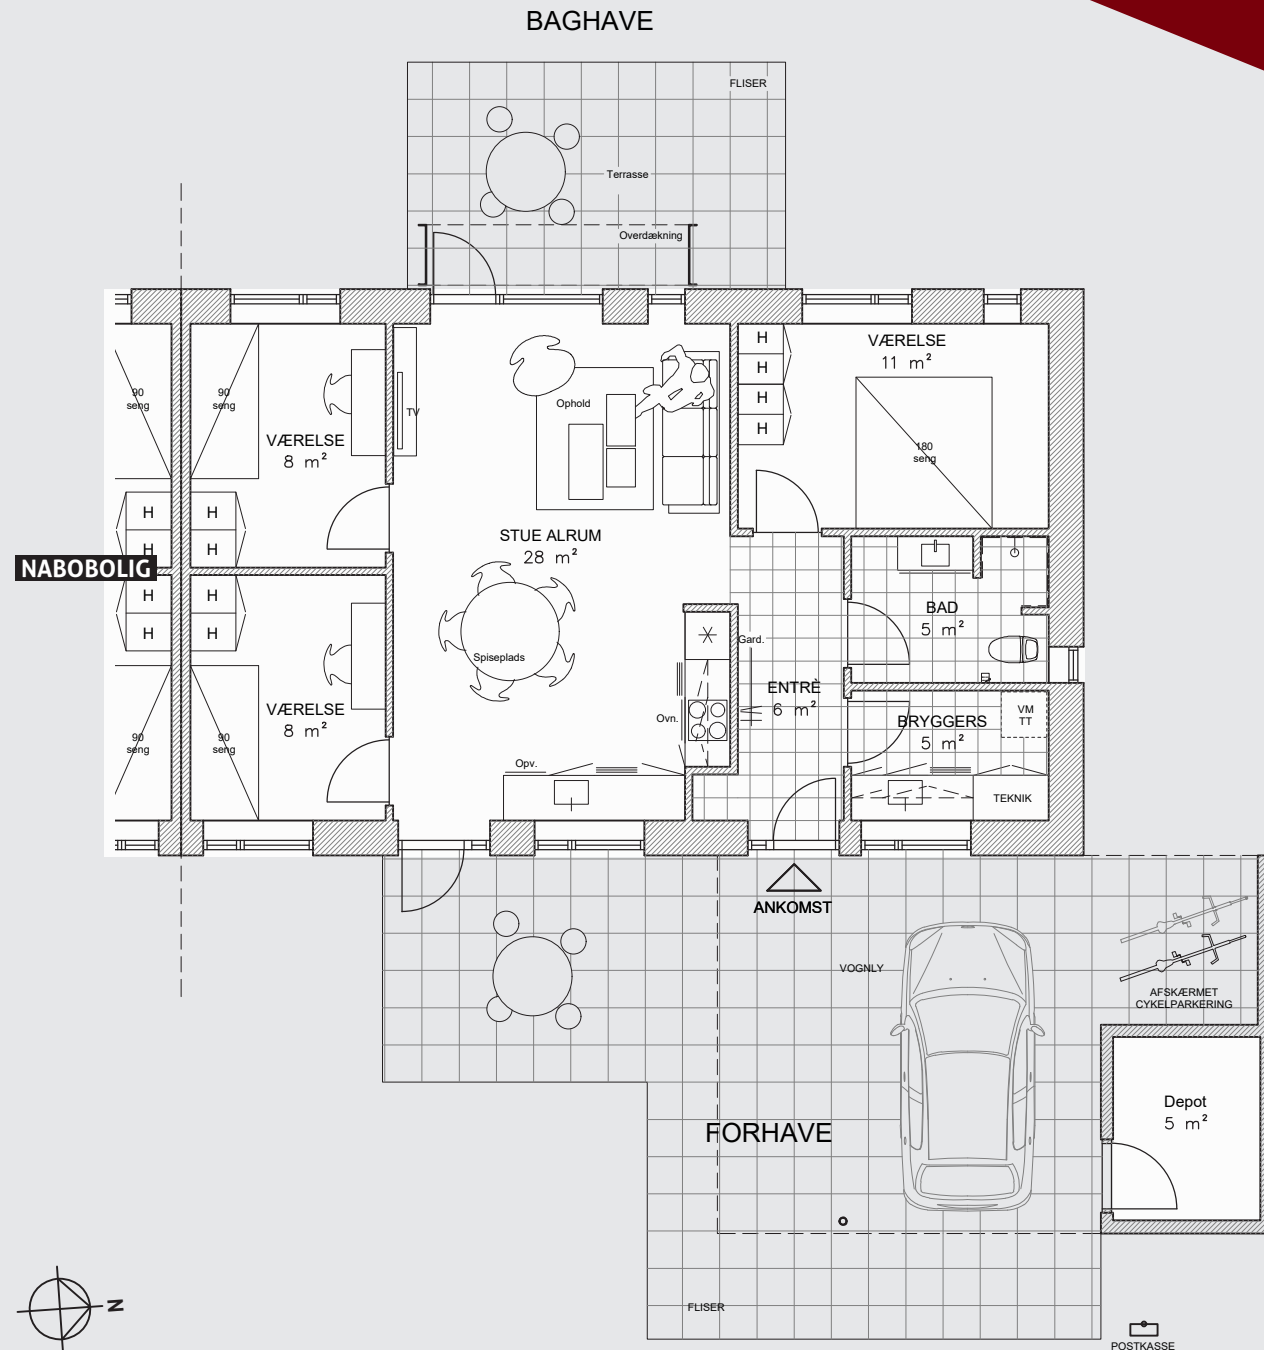 BAGHAVE
FLISER
Terrasse
Overdækning
VÆRELSE
11 m²
H
H
H
H
180
seng
90
seng
90
seng
VÆRELSE
8 m²
TV
Ophold
H
H
H
H
STUE ALRUM
28 m²
NABOBOLIG
H
H
H
H
BAD
5 m²
Gard.
Spiseplads
ENTRÈ
6 m²
VÆRELSE
8 m²
90
seng
90
seng
Ovn.
BRYGGERS
5 m²
VM
TT
Opv.
TEKNIK
ANKOMST
VOGNLY
AFSKÆRMET
CYKELPARKERING
FORHAVE
Depot
5 m²
FLISER
N
POSTKASSE